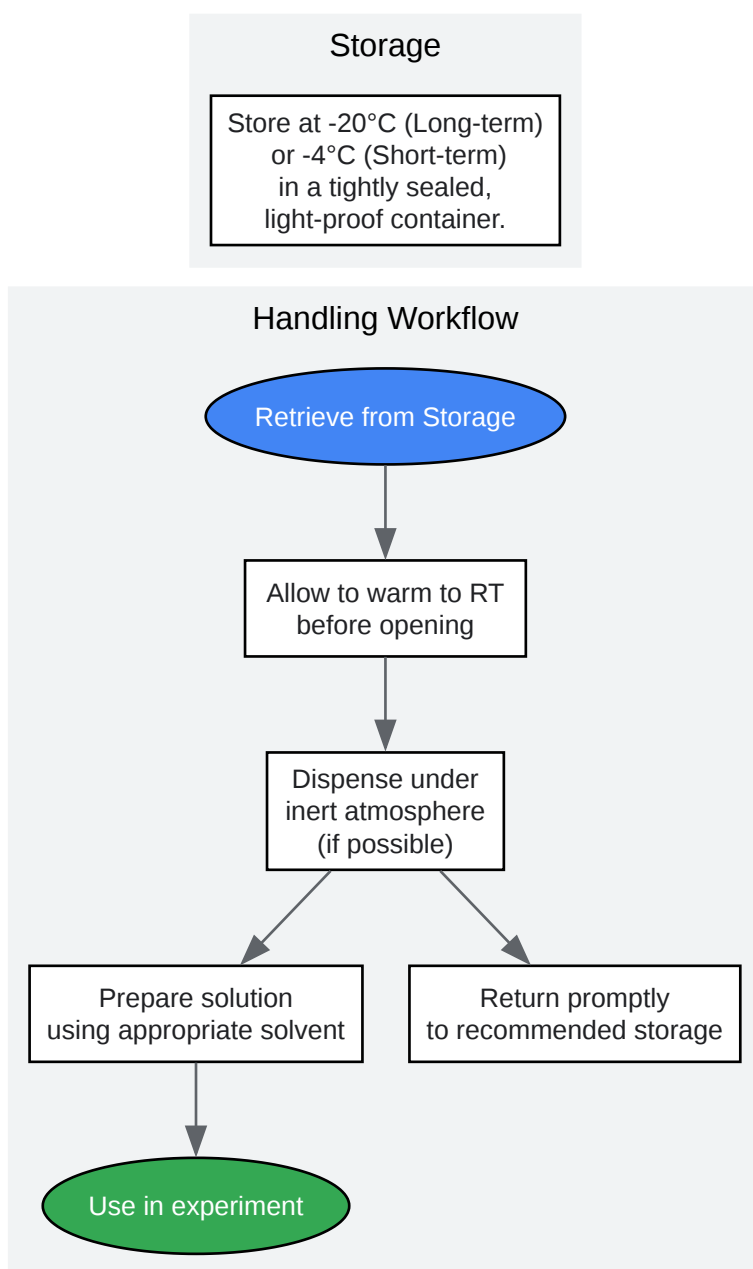 Storage
Store at -20°C (Long-term)
or -4°C (Short-term)
in a tightly sealed,
light-proof container.
Handling Workflow
Retrieve from Storage
Allow to warm to RT
before opening
Dispense under
inert atmosphere
(if possible)
Prepare solution
using appropriate solvent
Return promptly
to recommended storage
Use in experiment